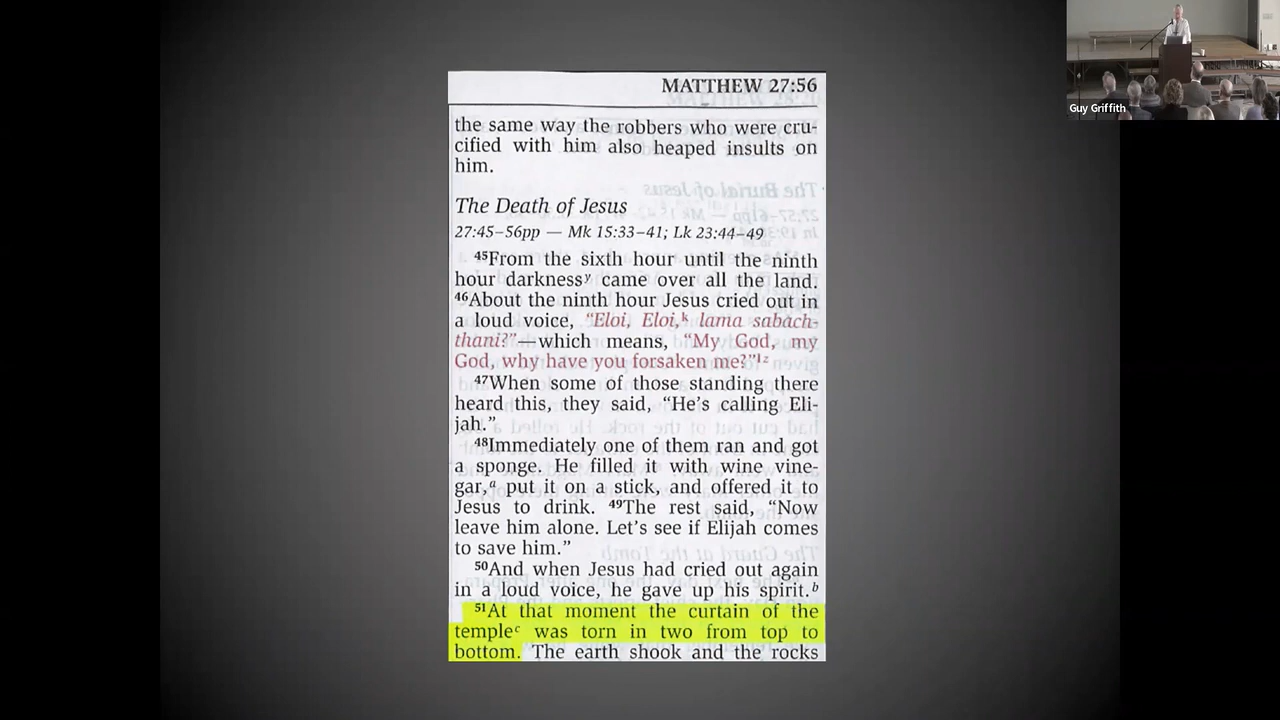 MATTHEW 27:56
the same way the robbers who were cru-
cified with him also heaped insults on
him.
The Death of Jesus
27:45–56pp — Mk 15:33–41; Lk 23:44–49
45From the sixth hour until the ninth
hour darknessy came over all the land.
46About the ninth hour Jesus cried out in
a loud voice, “Eloi, Eloi,k lama sabach-
thani?”—which means, “My God, my
God, why have you forsaken me?”lz
47When some of those standing there
heard this, they said, “He’s calling Eli-
jah.”
48Immediately one of them ran and got
a sponge. He filled it with wine vine-
gar,a put it on a stick, and offered it to
Jesus to drink. 49The rest said, “Now
leave him alone. Let’s see if Elijah comes
to save him.”
50And when Jesus had cried out again
in a loud voice, he gave up his spirit.b
51At that moment the curtain of the
templec was torn in two from top to
bottom. The earth shook and the rocks
Guy Griffith